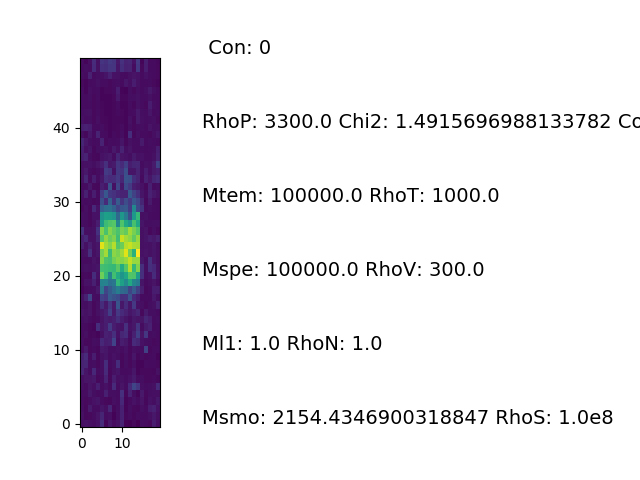 Con: 0
RhoP: 3300.0 Chi2: 1.4915696988133782 Co
Mtem: 100000.0 RhoT: 1000.0
Mspe: 100000.0 RhoV: 300.0
Ml1: 1.0 RhoN: 1.0
Msmo: 2154.4346900318847 RhoS: 1.0e8
40
30
20
10
0
0 10